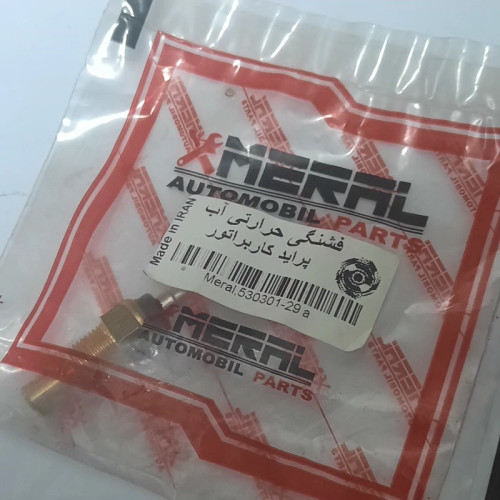 MERAL
AUTOMOBIL PARTS
فشنگی حرارتی آب
پراید کاربراتور
Made in IRAN
Meral.530301-29 a
MERAL
AUTOMOBIL PARTS